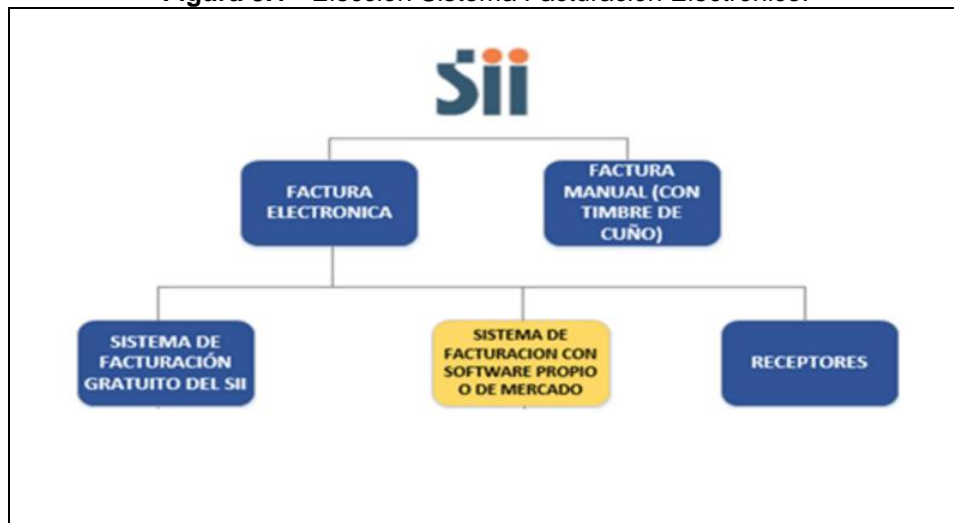 Sii
FACTURA
ELECTRONICA
FACTURA
MANUAL (CON
TIMBRE DE
CUÑO)
SISTEMA DE
FACTURACIÓN
GRATUITO DEL SII
SISTEMA DE
FACTURACION CON
SOFTWARE PROPIO
O DE MERCADO
RECEPTORES